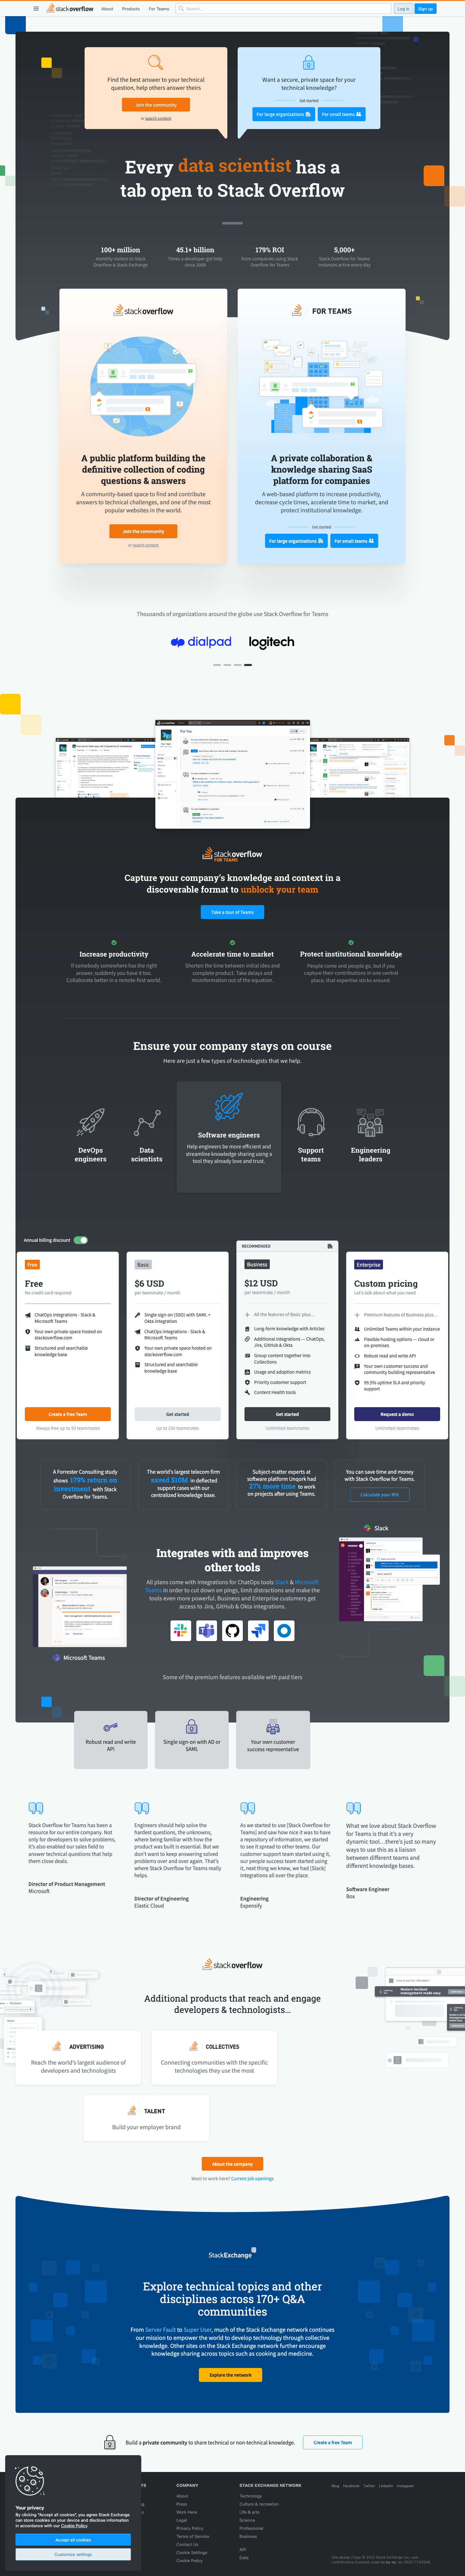 stackoverflow
About
Products
For Teams
Search...
Log in
Sign up
Find the best answer to your technical
question, help others answer theirs
Join the community
or search content
Want a secure, private space for your
technical knowledge?
Get started
For large organizations
For small teams
Every data scientist has a
tab open to Stack Overflow
100+ million
monthly visitors to Stack
Overflow & Stack Exchange
45.1+ billion
Times a developer got help
since 2008
179% ROI
from companies using Stack
Overflow for Teams
5,000+
Stack Overflow for Teams
instances active every day
stackoverflow
A public platform building the
definitive collection of coding
questions & answers
A community-based space to find and contribute
answers to technical challenges, and one of the most
popular websites in the world.
Join the community
or search content
FOR TEAMS
A private collaboration &
knowledge sharing SaaS
platform for companies
A web-based platform to increase productivity,
decrease cycle times, accelerate time to market, and
protect institutional knowledge.
Get started
For large organizations
For small teams
Thousands of organizations around the globe use Stack Overflow for Teams
dialpad
logitech
For You
stackoverflow
FOR TEAMS
Capture your company's knowledge and context in a
discoverable format to unblock your team
Take a tour of Teams
Increase productivity
If somebody somewhere has the right
answer, suddenly you have it too.
Collaborate better in a remote-first world.
Accelerate time to market
Shorten the time between initial idea and
complete product. Take delays and
misinformation out of the equation.
Protect institutional knowledge
People come and people go, but if you
capture their contributions in one central
place, that expertise sticks around.
Ensure your company stays on course
Here are just a few types of technologists that we help.
DevOps
engineers
Data
scientists
Software engineers
Help engineers be more efficient and
streamline knowledge sharing using a
tool they already love and trust.
Support
teams
Engineering
leaders
Annual billing discount
Free
Free
No credit card required
ChatOps integrations - Slack &
Microsoft Teams
Your own private space hosted on
stackoverflow.com
Structured and searchable
knowledge base
Create a free Team
Always free up to 50 teammates
Basic
$6 USD
per teammate / month
Single sign-on (SSO) with SAML +
Okta integration
ChatOps integrations - Slack &
Microsoft Teams
Your own private space hosted on
stackoverflow.com
Structured and searchable
knowledge base
Get started
Up to 250 teammates
RECOMMENDED
Business
$12 USD
per teammate / month
All the features of Basic plus...
Long-form knowledge with Articles
Additional integrations — ChatOps,
Jira, GitHub & Okta
Group content together into
Collections
Usage and adoption metrics
Priority customer support
Content Health tools
Get started
Unlimited teammates
Enterprise
Custom pricing
Let's talk about what you need
Premium features of Business plus...
Unlimited Teams within your Instance
Flexible hosting options — cloud or
on-premises
Robust read and write API
Your own customer success and
community building representative
99.5% uptime SLA and priority
support
Request a demo
Unlimited teammates
A Forrester Consulting study
shows 179% return on
investment with Stack
Overflow for Teams.
The world's largest telecom firm
saved $10M in deflected
support cases with our
centralized knowledge base.
Subject-matter experts at
software platform Unqork had
27% more time to work
on projects after using Teams.
You can save time and money
with Stack Overflow for Teams.
Calculate your ROI
Microsoft Teams
Integrates with and improves
other tools
All plans come with integrations for ChatOps tools Slack & Microsoft
Teams in order to cut down on pings, limit distractions and make the
tools even more powerful. Business and Enterprise customers get
access to Jira, GitHub & Okta integrations.
Slack
Some of the premium features available with paid tiers
Robust read and write
API
Single sign-on with AD or
SAML
Your own customer
success representative
Stack Overflow for Teams has been a
resource for our entire company. Not
only for developers to solve problems,
it's also enabled our sales field to
answer technical questions that help
them close deals.
Director of Product Management
Microsoft
Engineers should help solve the
hardest questions, the unknowns,
where being familiar with how the
product was built is essential. But we
don't want to keep answering solved
problems over and over again. That's
where Stack Overflow for Teams really
helps.
Director of Engineering
Elastic Cloud
As we started to use [Stack Overflow for
Teams] and saw how nice it was to have
a repository of information, we started
to see it spread to other teams. Our
customer support team started using it,
our people success team started using
it, next thing we knew, we had [Slack]
integrations all over the place.
Engineering
Expensify
What we love about Stack Overflow
for Teams is that it's a very
dynamic tool...there's just so many
ways to use this as a liaison
between different teams and
different knowledge bases.
Software Engineer
Box
stackoverflow
Additional products that reach and engage
developers & technologists...
ADVERTISING
Reach the world's largest audience of
developers and technologists
COLLECTIVES
Connecting communities with the specific
technologies they use the most
TALENT
Build your employer brand
About the company
Want to work here? Current job openings
StackExchange
Explore technical topics and other
disciplines across 170+ Q&A
communities
From Server Fault to Super User, much of the Stack Exchange network continues
our mission to empower the world to develop technology through collective
knowledge. Other sites on the Stack Exchange network further encourage
knowledge sharing across topics such as cooking and medicine.
Explore the network
Build a private community to share technical or non-technical knowledge.
Create a free Team
COMPANY
About
Press
Work Here
Legal
Privacy Policy
Terms of Service
Contact Us
Cookie Settings
Cookie Policy
STACK EXCHANGE NETWORK
Technology
Culture & recreation
Life & arts
Science
Professional
Business
API
Data
Blog
Facebook
Twitter
LinkedIn
Instagram
Your privacy
By clicking "Accept all cookies", you agree Stack Exchange
can store cookies on your device and disclose information
in accordance with our Cookie Policy.
Accept all cookies
Customize settings